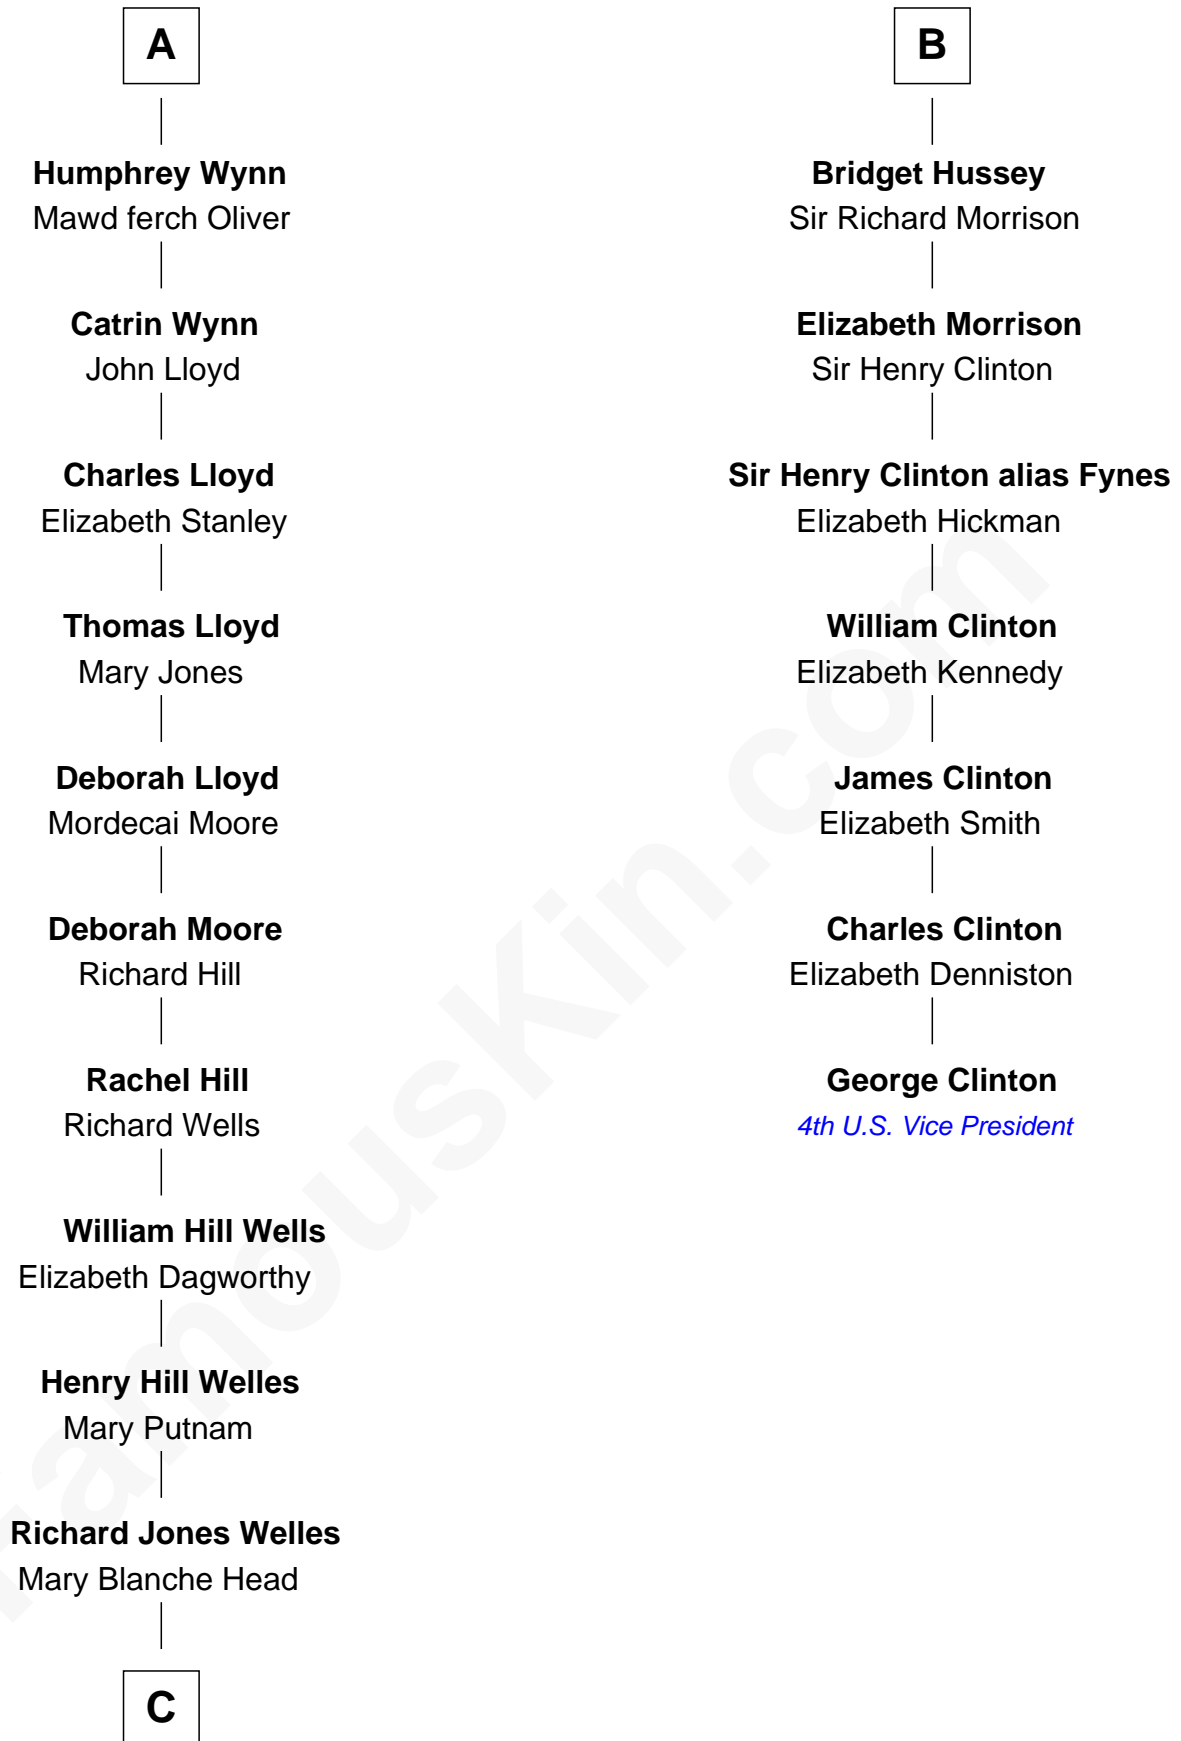 A
Humphrey Wynn
Mawd ferch Oliver
Catrin Wynn
John Lloyd
Charles Lloyd
Elizabeth Stanley
Thomas Lloyd
Mary Jones
Deborah Lloyd
Mordecai Moore
Deborah Moore
Richard Hill
Rachel Hill
Richard Wells
William Hill Wells
Elizabeth Dagworthy
Henry Hill Welles
Mary Putnam
Richard Jones Welles
Mary Blanche Head
C
B
Bridget Hussey
Sir Richard Morrison
Elizabeth Morrison
Sir Henry Clinton
Sir Henry Clinton alias Fynes
Elizabeth Hickman
William Clinton
Elizabeth Kennedy
James Clinton
Elizabeth Smith
Charles Clinton
Elizabeth Denniston
George Clinton
4th U.S. Vice President
FamousKin.com